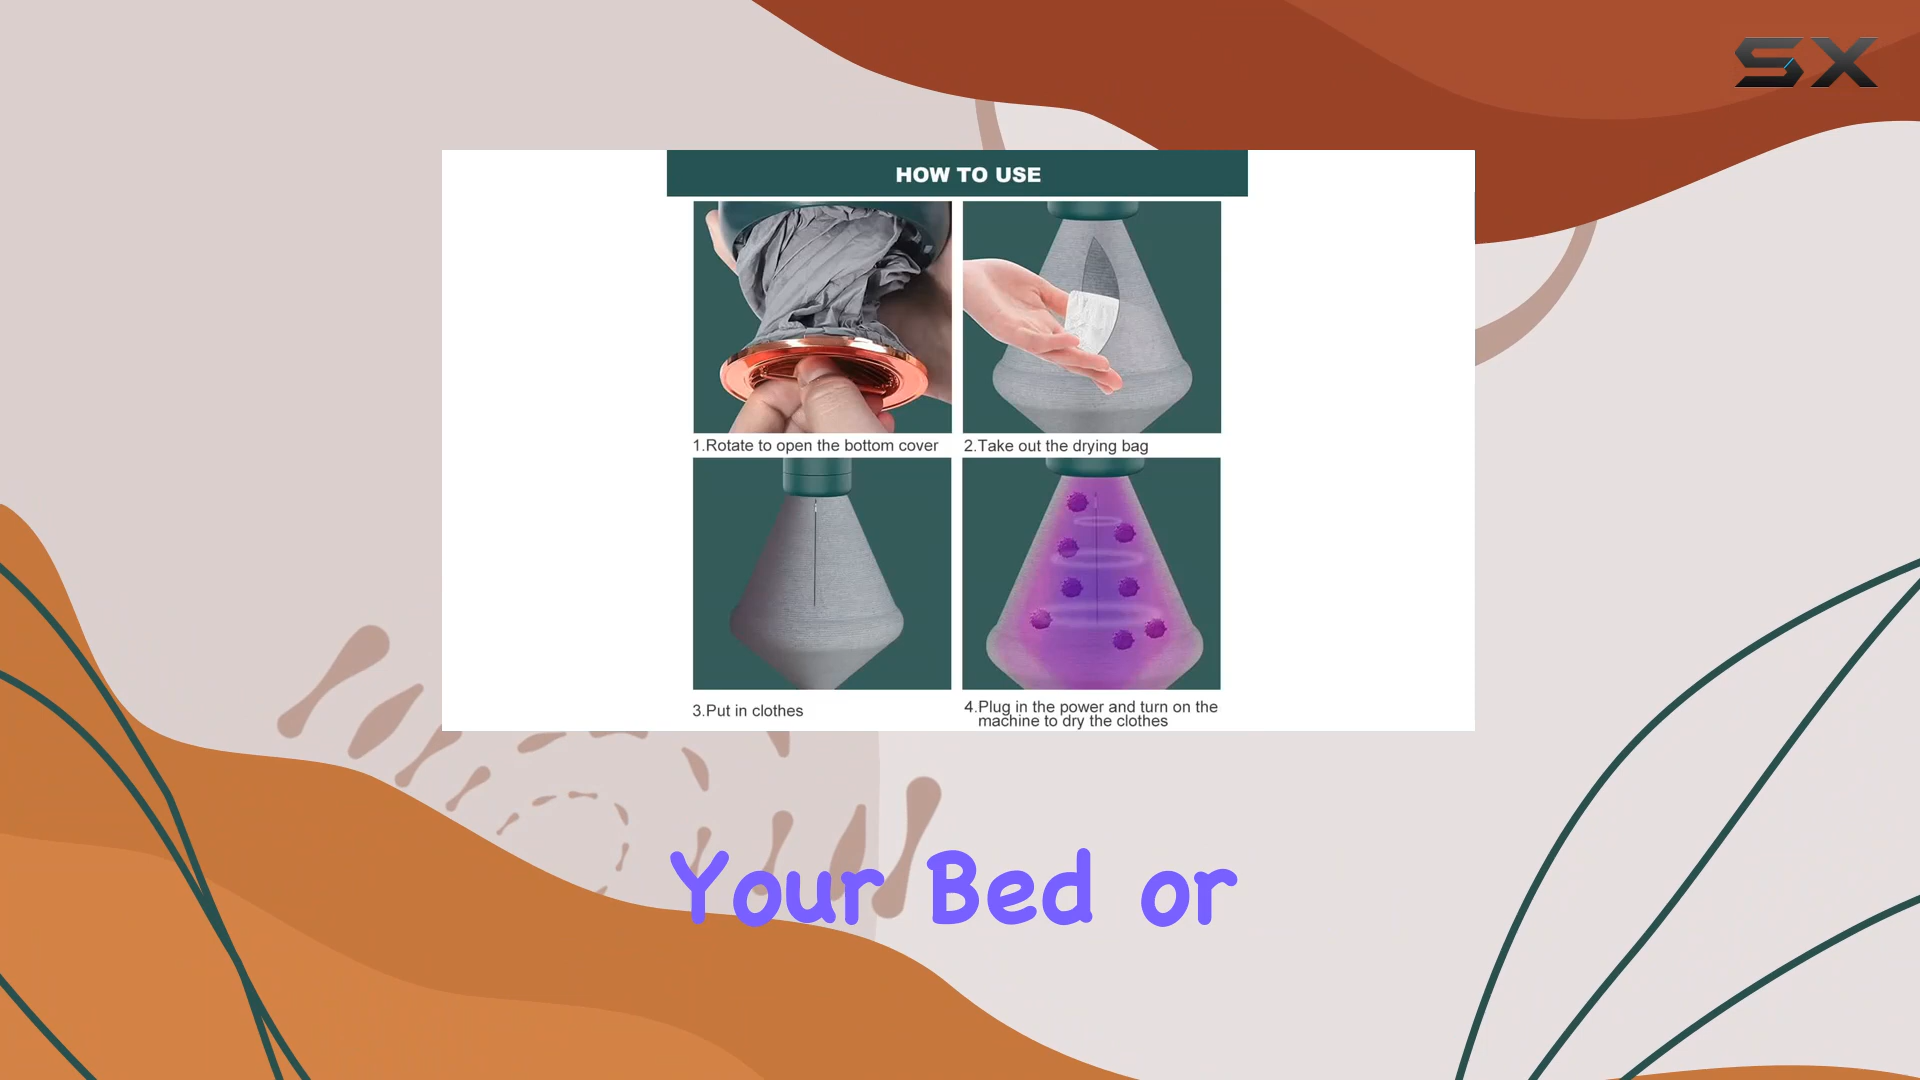 SX
HOW TO USE
1.Rotate to open the bottom cover
2.Take out the drying bag
3.Put in clothes
4.Plug in the power and turn on the
machine to dry the clothes
Your Bed or